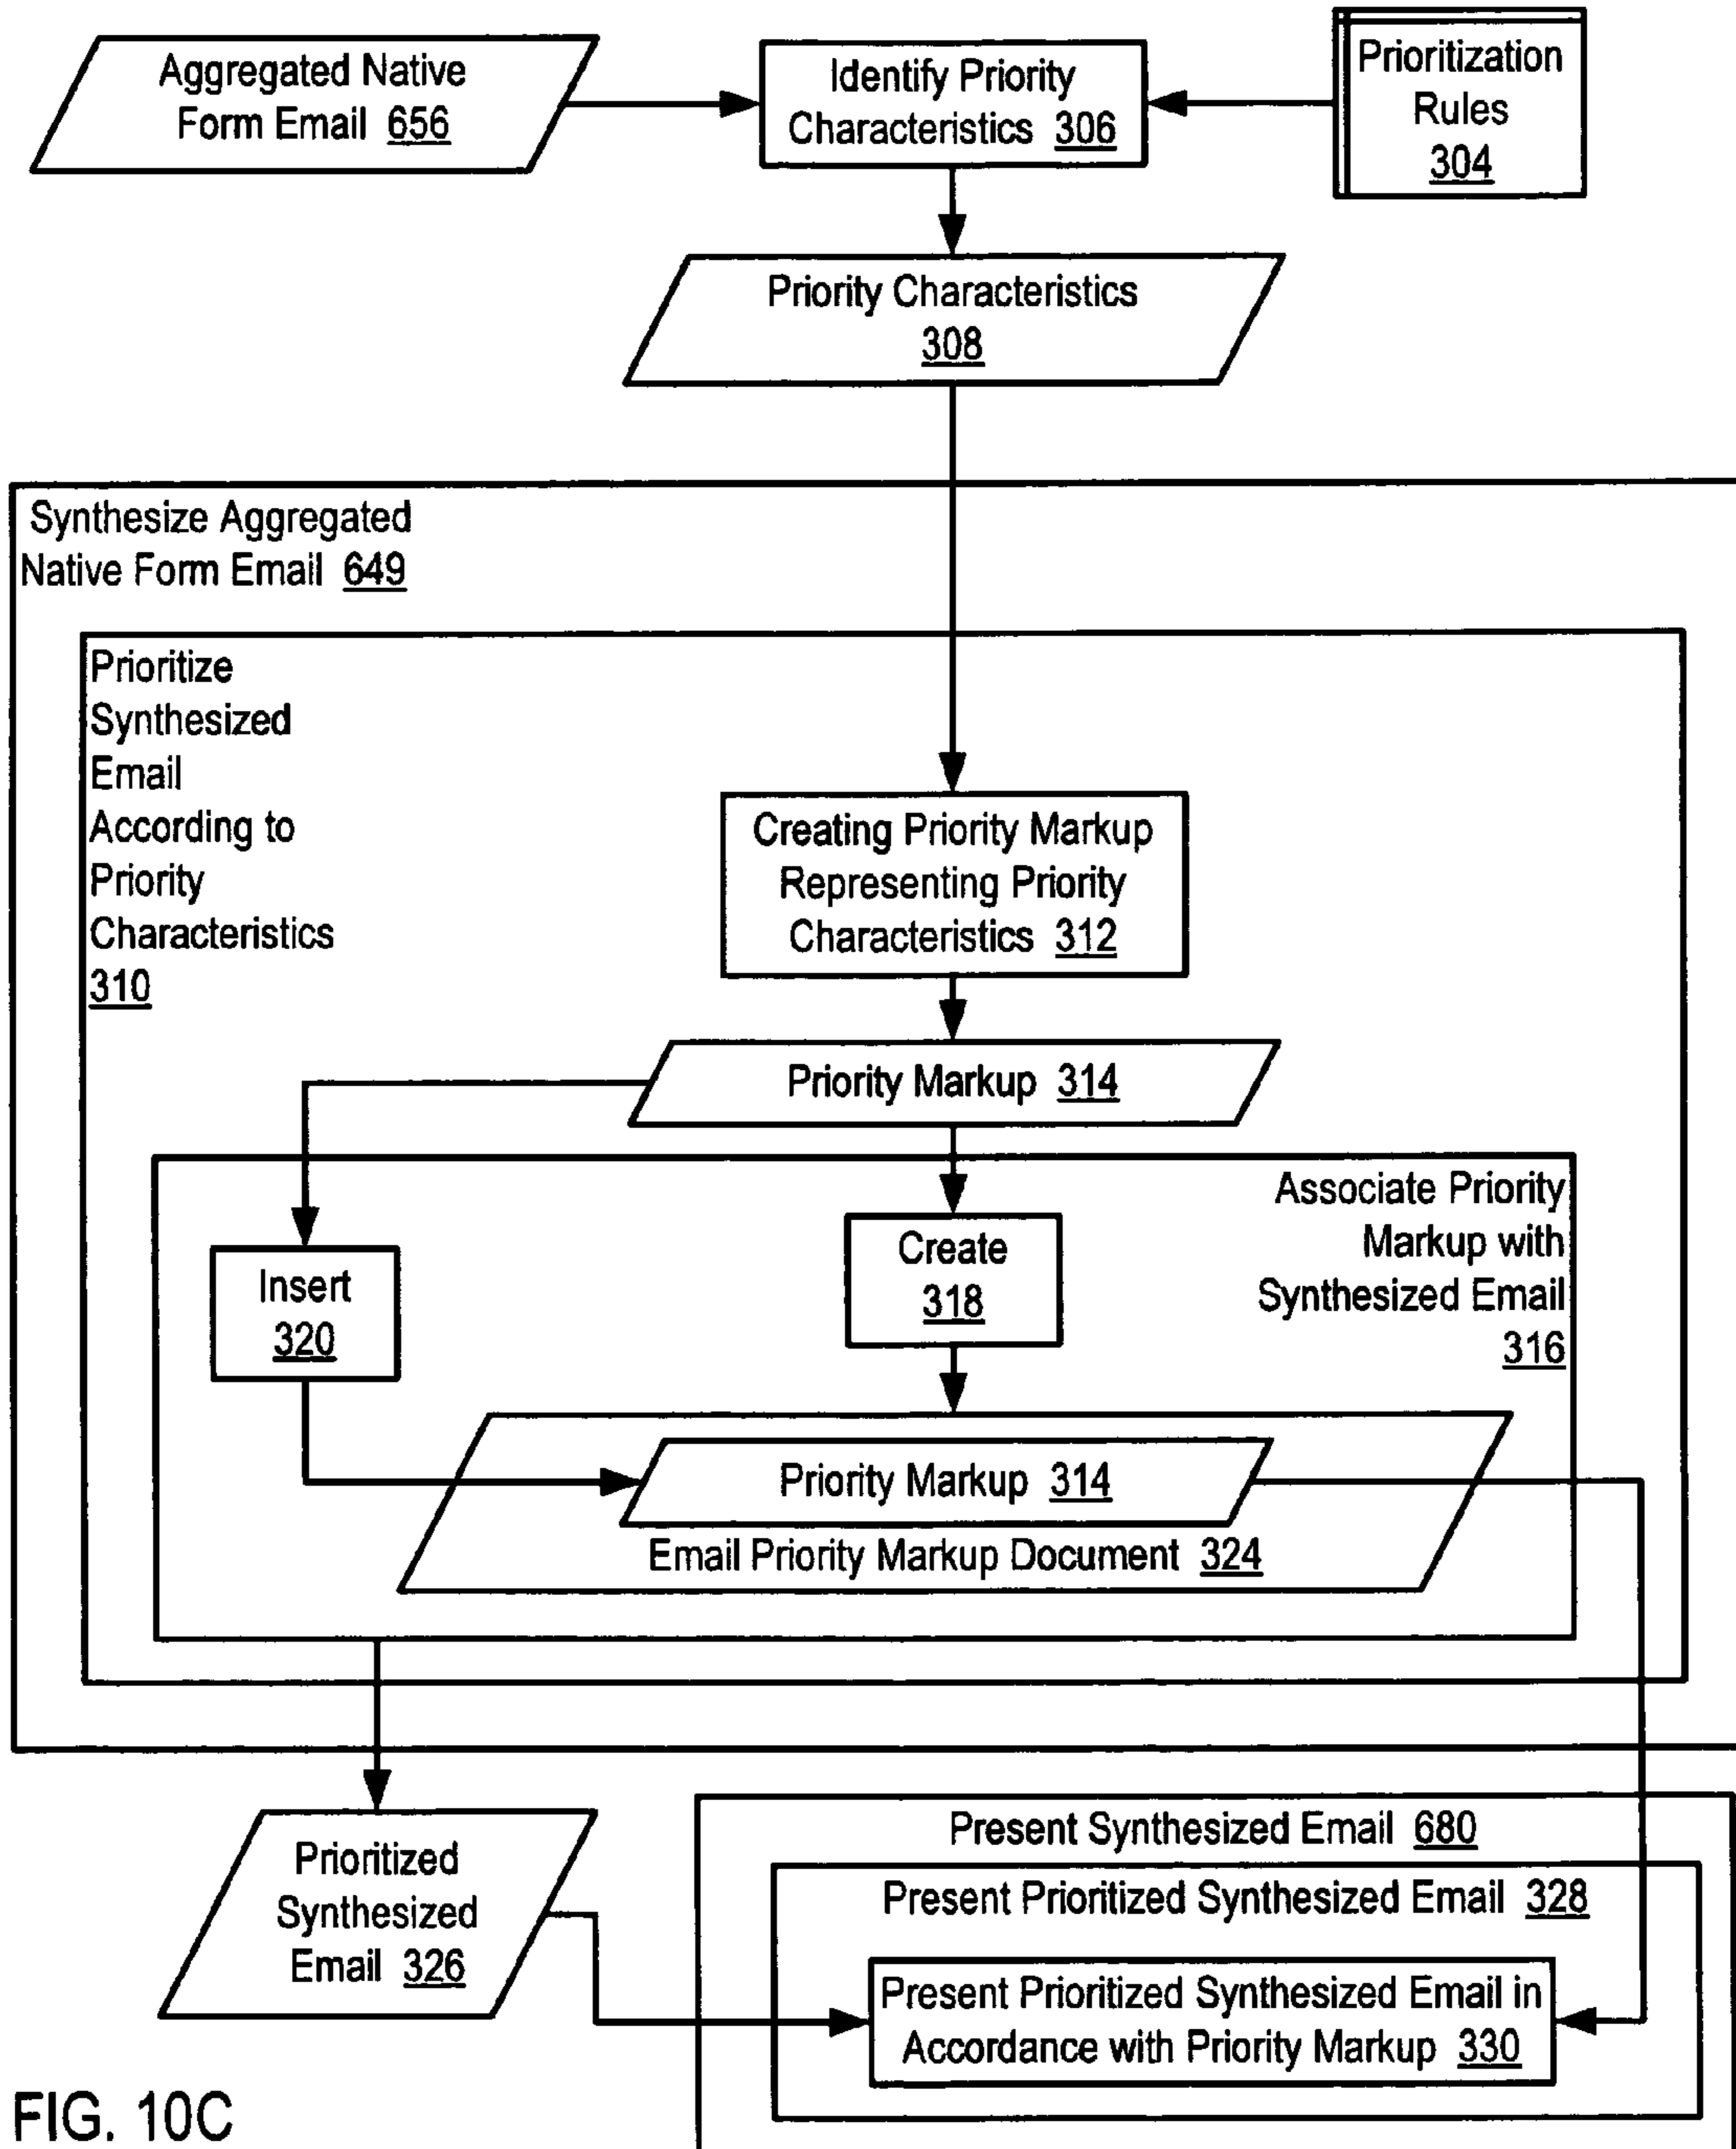 Aggregated Native
Form Email 656
Identify Priority
Characteristics 306
Prioritization
Rules
304
Priority Characteristics
308
Synthesize Aggregated
Native Form Email 649
Prioritize
Synthesized
Email
According to
Priority
Characteristics
310
Creating Priority Markup
Representing Priority
Characteristics 312
Priority Markup 314
Associate Priority
Markup with
Synthesized Email
316
Insert
320
Create
318
Priority Markup 314
Email Priority Markup Document 324
Prioritized
Synthesized
Email 326
Present Synthesized Email 680
Present Prioritized Synthesized Email 328
Present Prioritized Synthesized Email in
Accordance with Priority Markup 330
FIG. 10C